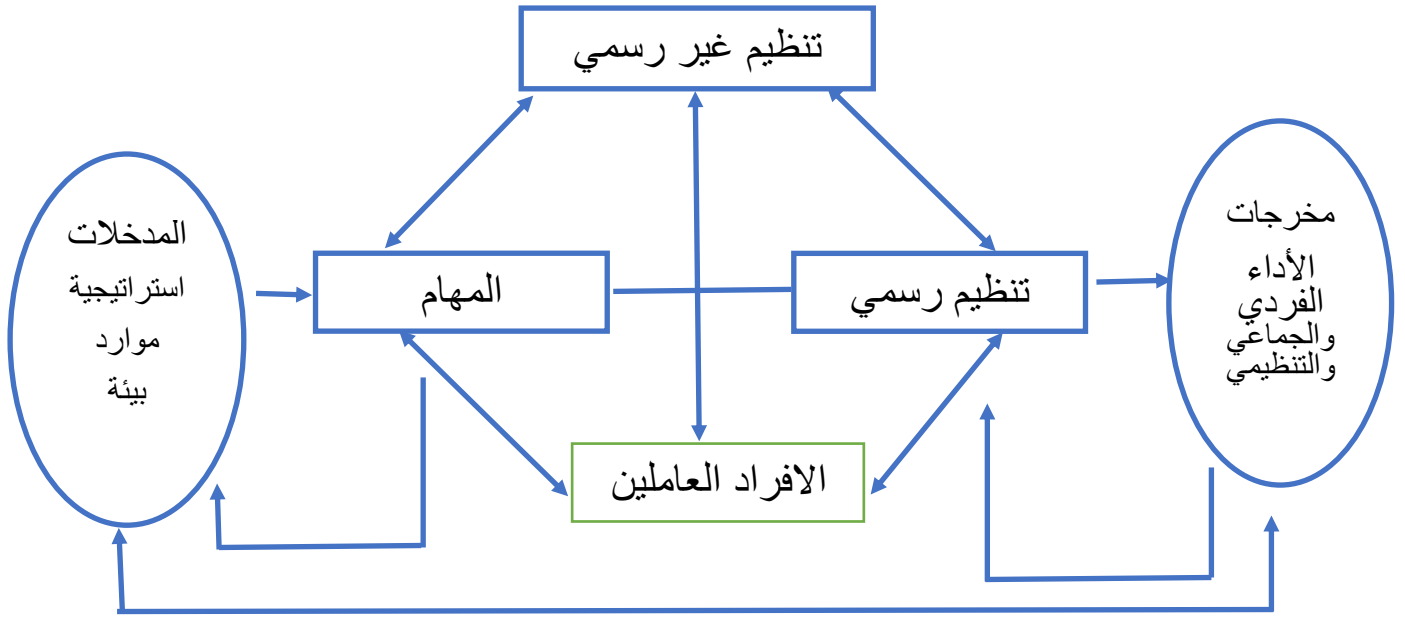 تنظيم غير رسمي
المدخلات
استراتيجية
موارد
بيئة
المهام
تنظيم رسمي
مخرجات
الأداء
الفردي
والجماعي
والتنظيمي
الافراد العاملين